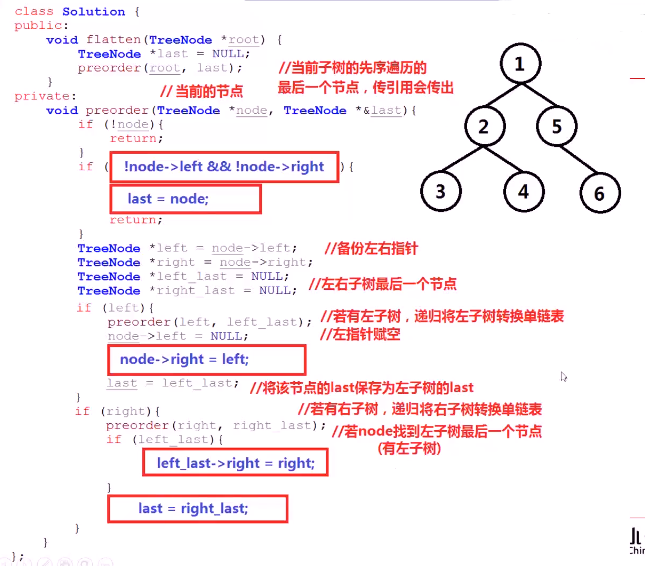 class Solution {
public:
void flatten(TreeNode *root) {
TreeNode *last = NULL;
preorder(root, last); //当前子树的先序遍历的
} 最后一个节点，传引用会传出
private: // 当前的节点
void preorder(TreeNode *node, TreeNode *&last){
if (!node){
return;
}
if ( !node->left && !node->right ){
last = node;
return;
}
TreeNode *left = node->left; //备份左右指针
TreeNode *right = node->right;
TreeNode *left_last = NULL;
TreeNode *right_last = NULL; //左右子树最后一个节点
if (left){
preorder(left, left_last); //若有左子树，递归将左子树转换单链表
node->left = NULL; //左指针赋空
node->right = left;
last = left_last; //将该节点的last保存为左子树的last
}
if (right){ //若有右子树，递归将右子树转换单链表
preorder(right, right_last);
if (left_last){ //若node找到左子树最后一个节点
(有左子树)
left_last->right = right;
}
last = right_last;
}
}
};
1
2 5
3 4 6